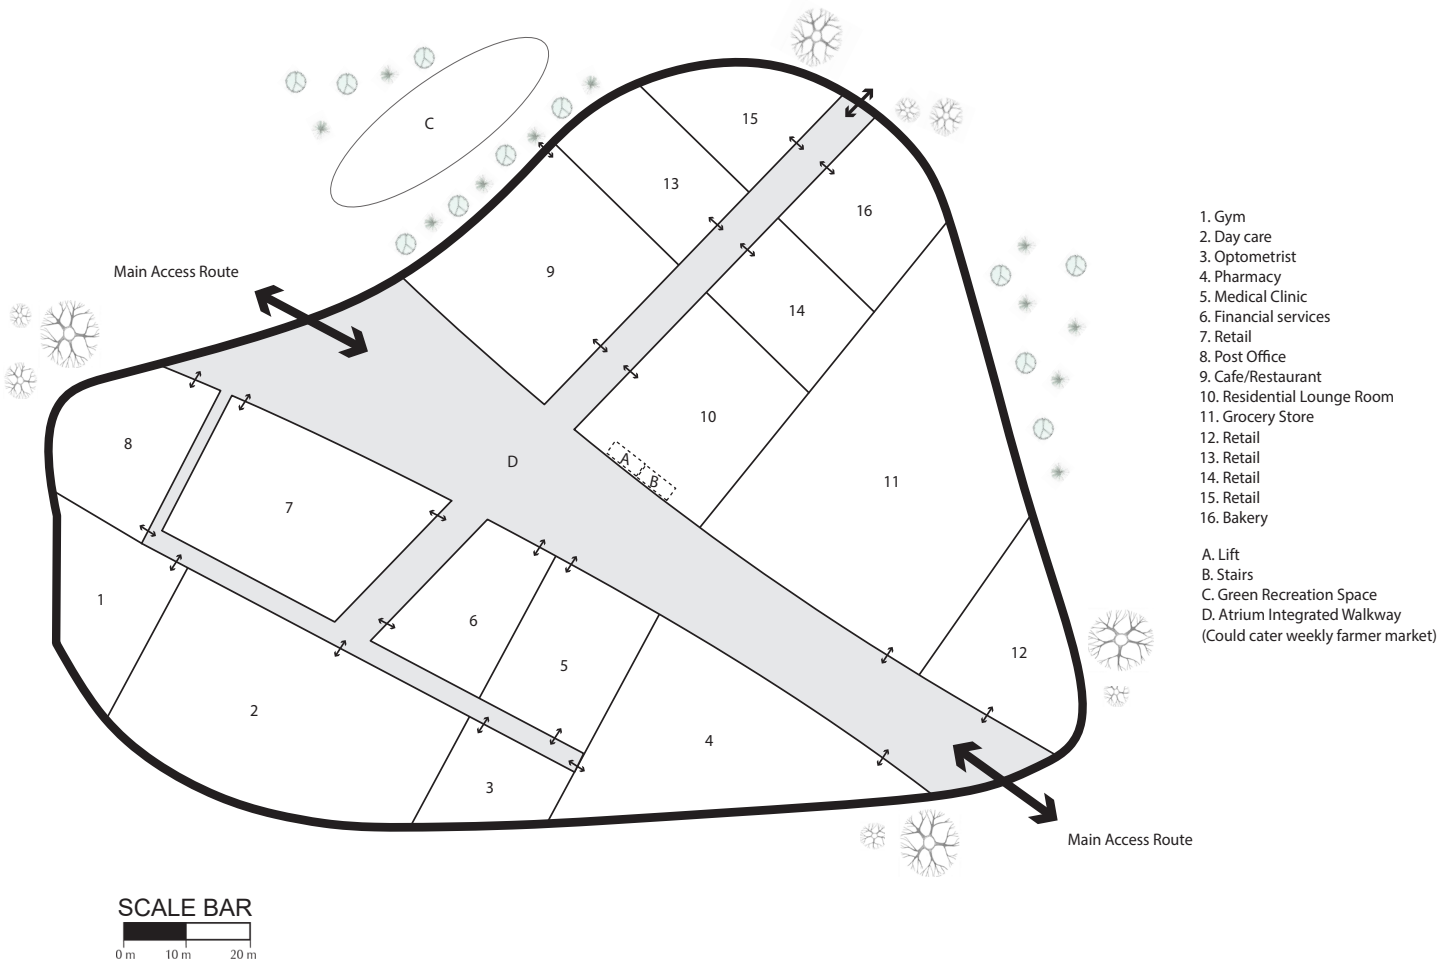 C
15
13
16
9
Main Access Route
14
10
8
D
A
B
7
11
1
6
5
12
2
4
3
Main Access Route
1. Gym
2. Day care
3. Optometrist
4. Pharmacy
5. Medical Clinic
6. Financial services
7. Retail
8. Post Office
9. Cafe/Restaurant
10. Residential Lounge Room
11. Grocery Store
12. Retail
13. Retail
14. Retail
15. Retail
16. Bakery
A. Lift
B. Stairs
C. Green Recreation Space
D. Atrium Integrated Walkway
(Could cater weekly farmer market)
SCALE BAR
0 m 10 m 20 m